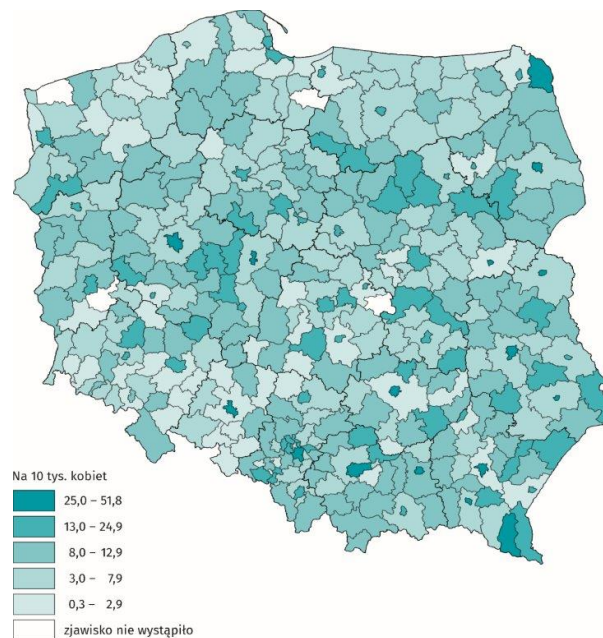 Na 10 tys. kobiet
25,0 – 51,8
13,0 – 24,9
8,0 – 12,9
3,0 – 7,9
0,3 – 2,9
zjawisko nie wystąpiło